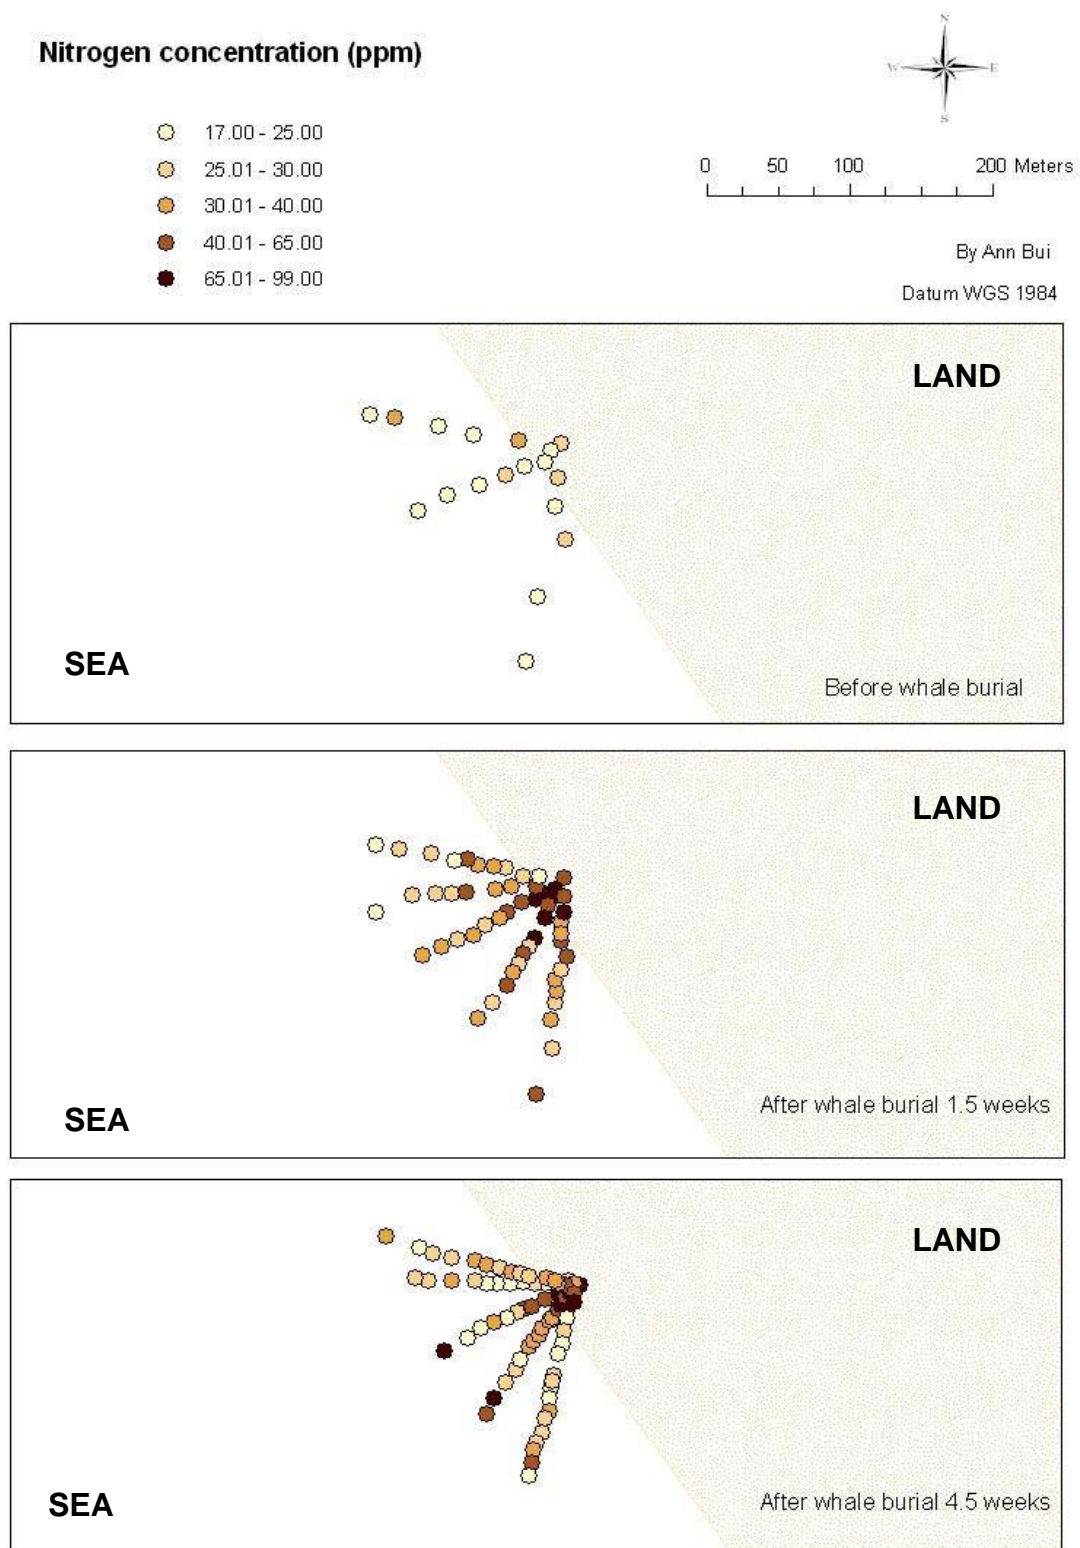 Nitrogen concentration (ppm)
N
W E
S
17.00 - 25.00
25.01 - 30.00
30.01 - 40.00
40.01 - 65.00
65.01 - 99.00
0 50 100 200 Meters
By Ann Bui
Datum WGS 1984
LAND
SEA
Before whale burial
LAND
SEA
After whale burial 1.5 weeks
LAND
SEA
After whale burial 4.5 weeks